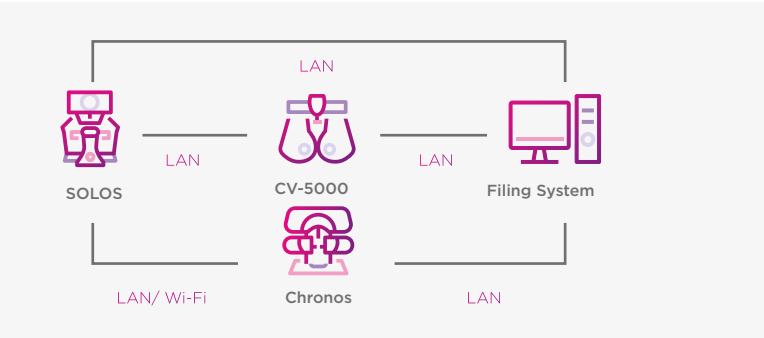 LAN
LAN
LAN
SOLOS
CV-5000
Filing System
LAN/ Wi-Fi
Chronos
LAN